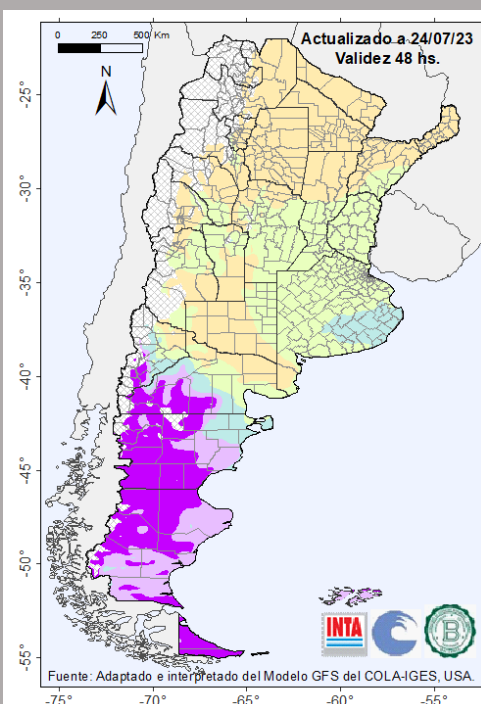 0 250 500 Km
Actualizado a 24/07/23
Validez 48 hs.
N
-25°
-30°
-35°
-40°
-45°
-50°
-55°
INTA
B
Fuente: Adaptado e interpretado del Modelo GFS del COLA-IGES, USA.
-75° -70° -65° -60° -55°